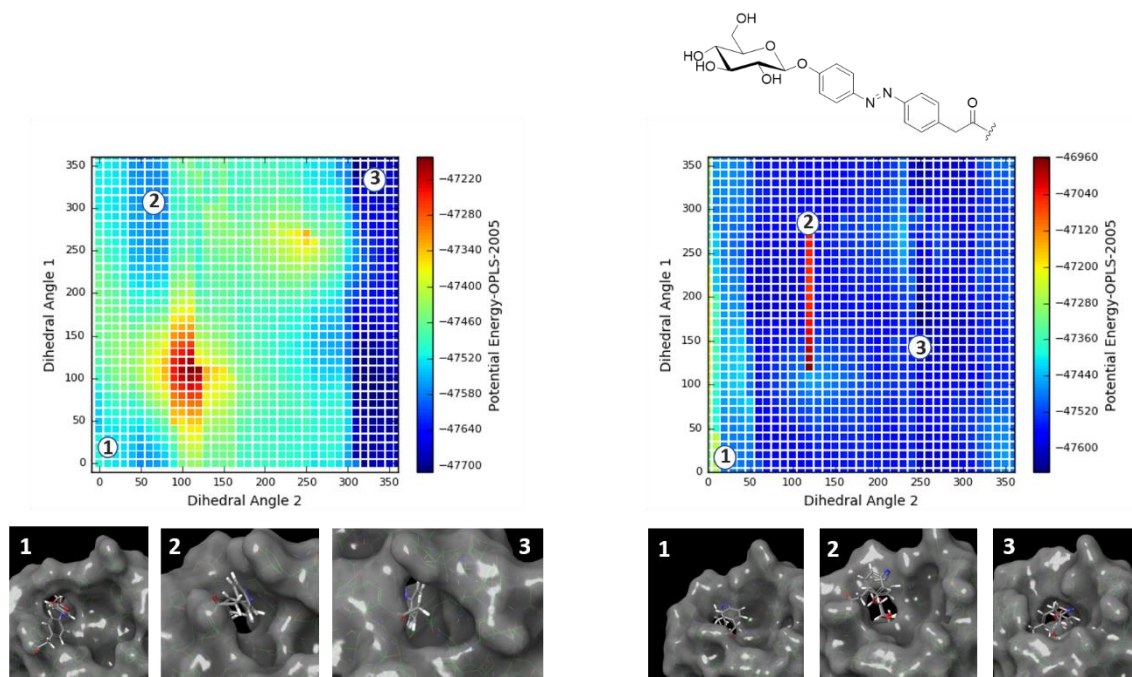 OH
HO
O
HO
O
OH
N
N
O
350
300
250
200
150
100
50
0
Dihedral Angle 1
0 50 100 150 200 250 300 350
Dihedral Angle 2
1
2
3
−47220
−47280
−47340
−47400
−47460
−47520
−47580
−47640
−47700
Potential Energy-OPLS-2005
350
300
250
200
150
100
50
0
Dihedral Angle 1
0 50 100 150 200 250 300 350
Dihedral Angle 2
2
3
1
−46960
−47040
−47120
−47200
−47280
−47360
−47440
−47520
−47600
Potential Energy-OPLS-2005
1
2
3
1
2
3